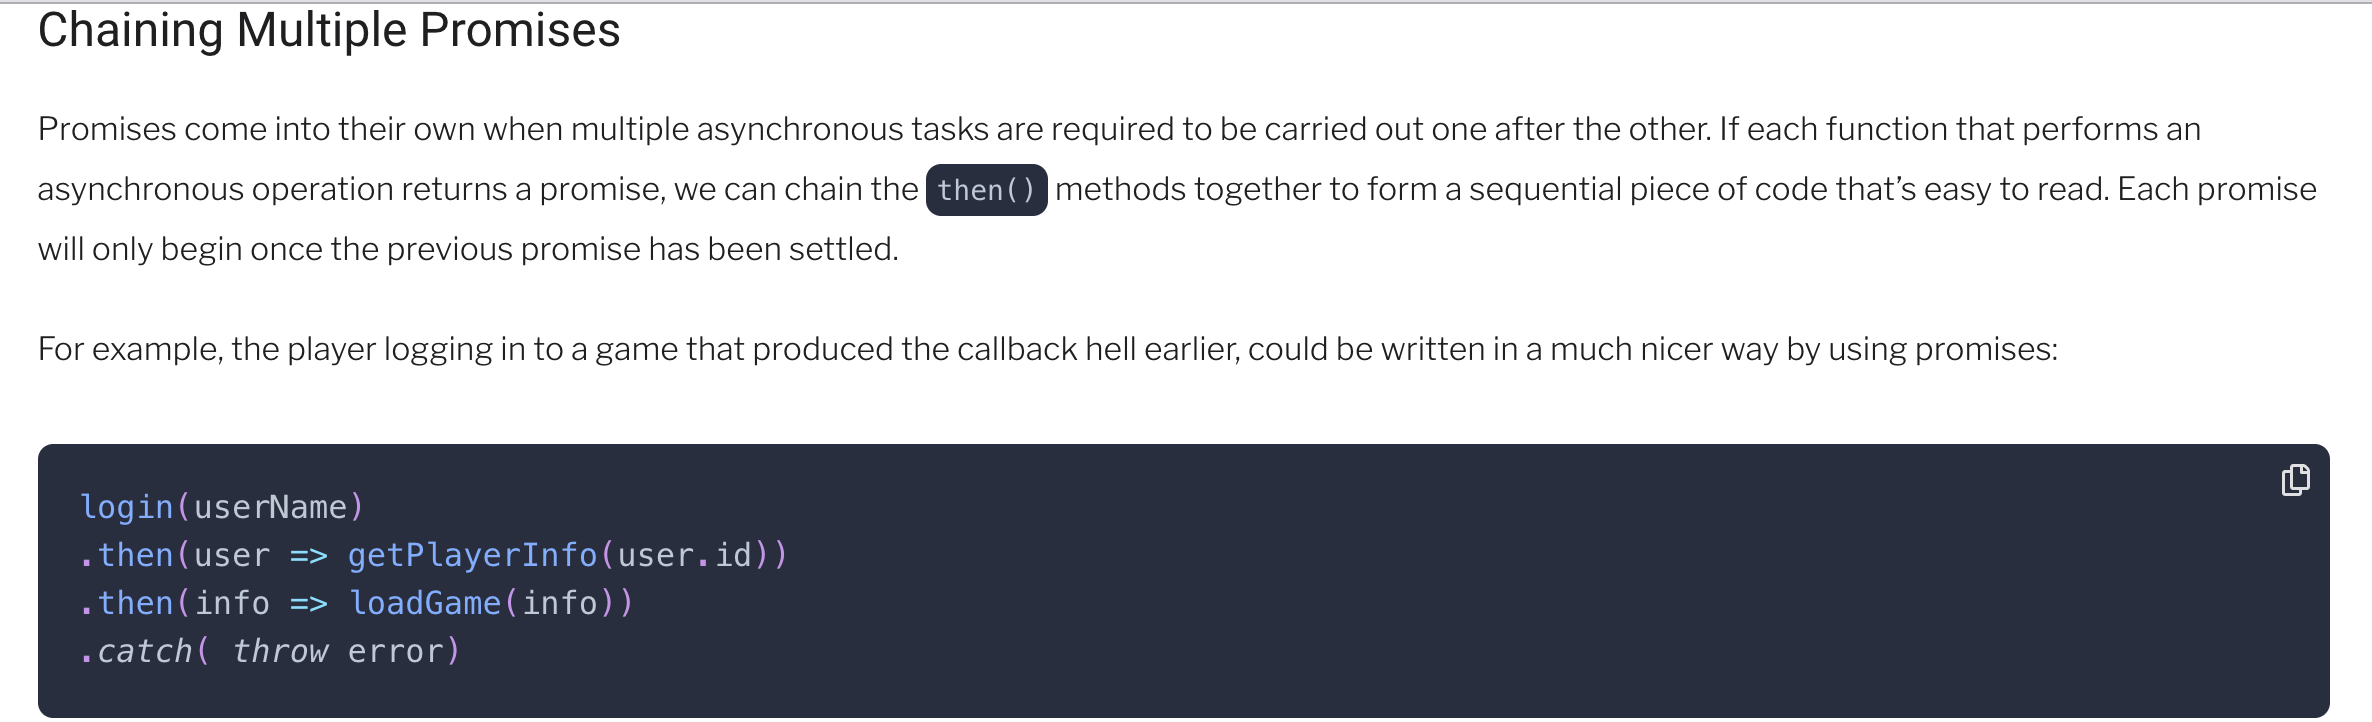 Chaining Multiple Promises
Promises come into their own when multiple asynchronous tasks are required to be carried out one after the other. If each function that performs an
asynchronous operation returns a promise, we can chain the then() methods together to form a sequential piece of code that’s easy to read. Each promise
will only begin once the previous promise has been settled.
For example, the player logging in to a game that produced the callback hell earlier, could be written in a much nicer way by using promises:
login(userName)
.then(user => getPlayerInfo(user.id))
.then(info => loadGame(info))
.catch( throw error)